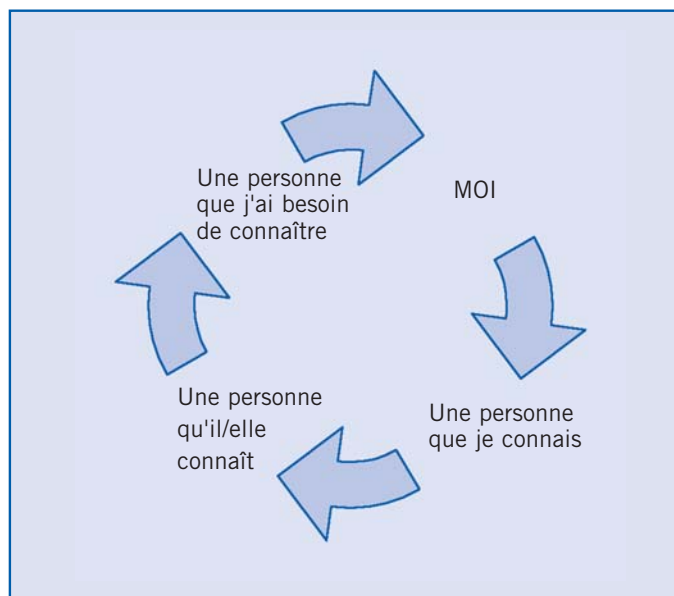 Une personne
que j'ai besoin
de connaître
MOI
Une personne
que je connais
Une personne
qu'il/elle
connaît